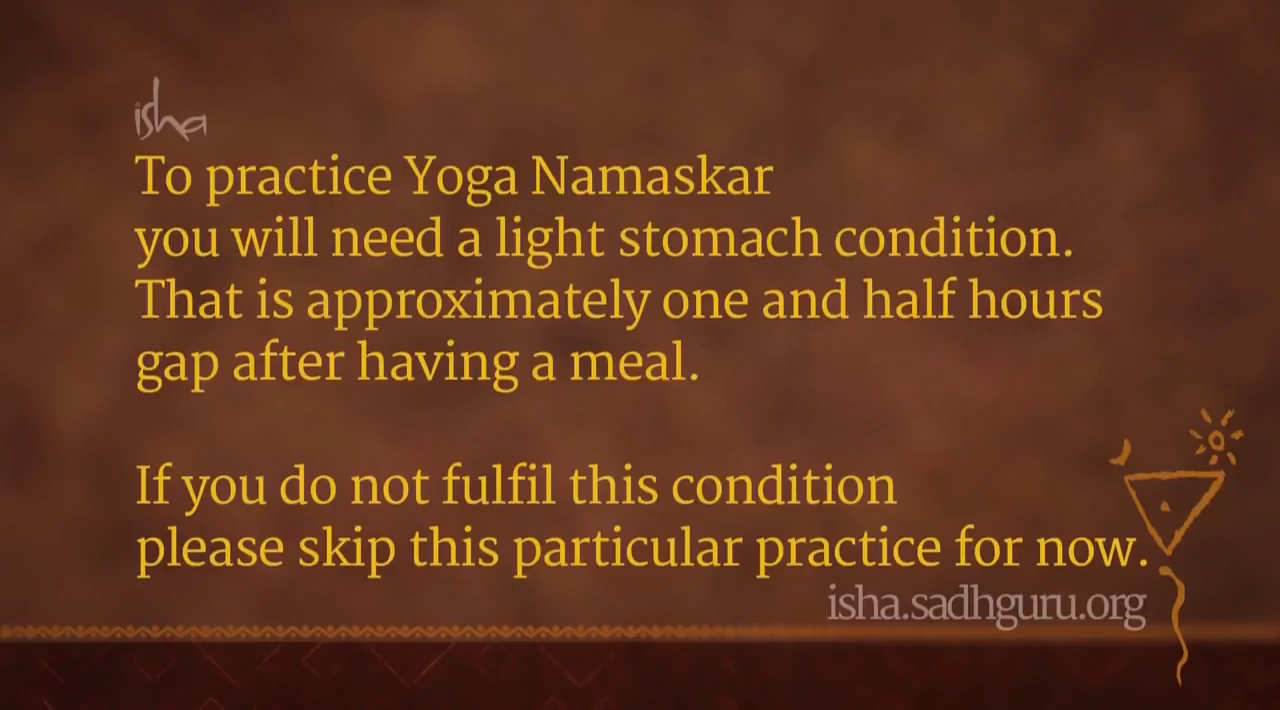 isha
To practice Yoga Namaskar
you will need a light stomach condition.
That is approximately one and half hours
gap after having a meal.
If you do not fulfil this condition
please skip this particular practice for now.
isha.sadhguru.org